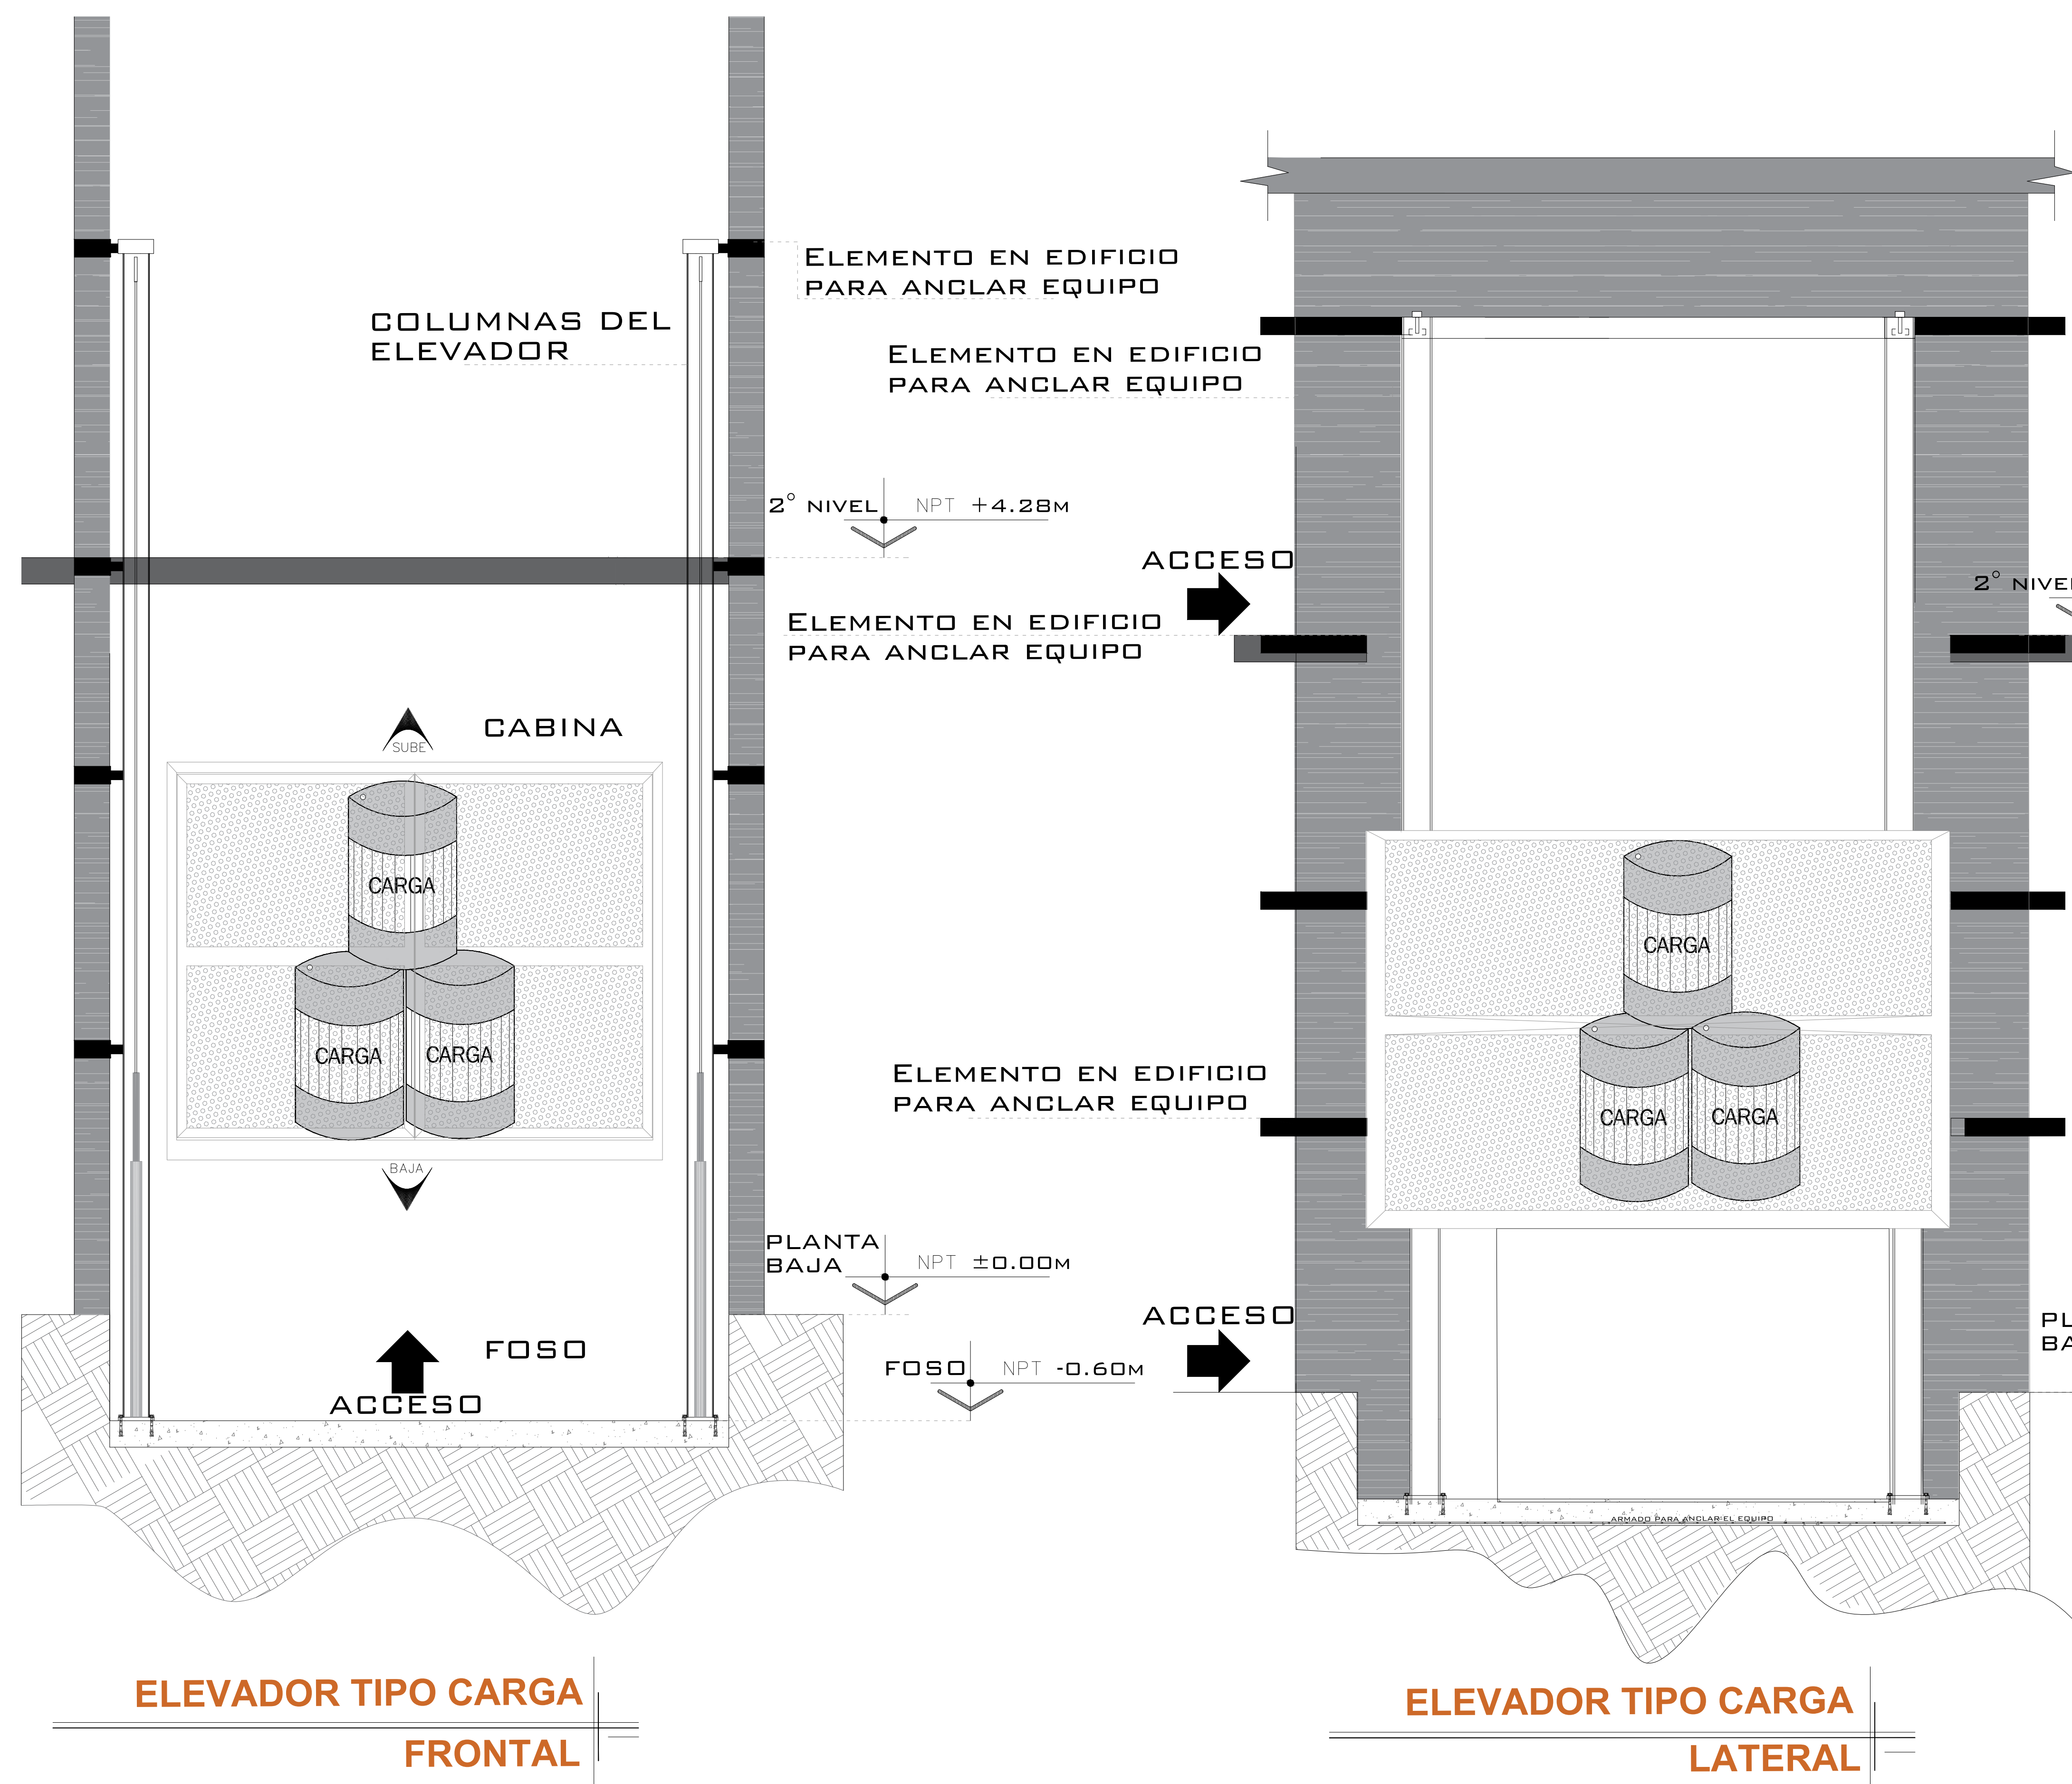 ELEMENTO EN EDIFICIO
PARA ANCLAR EQUIPO
COLUMNAS DEL
ELEVADOR
ELEMENTO EN EDIFICIO
PARA ANCLAR EQUIPO
2° NIVEL NPT +4.28M
ACCESO
2° NIVEL
ELEMENTO EN EDIFICIO
PARA ANCLAR EQUIPO
SUBE
CABINA
CARGA
CARGA
CARGA
CARGA
CARGA
CARGA
ELEMENTO EN EDIFICIO
PARA ANCLAR EQUIPO
BAJA
PLANTA
BAJA
NPT ±0.00M
ACCESO
PL
BA
FOSO
FOSO NPT -0.60M
ACCESO
ARMADO PARA ANCLAR EL EQUIPO
ELEVADOR TIPO CARGA
FRONTAL
ELEVADOR TIPO CARGA
LATERAL